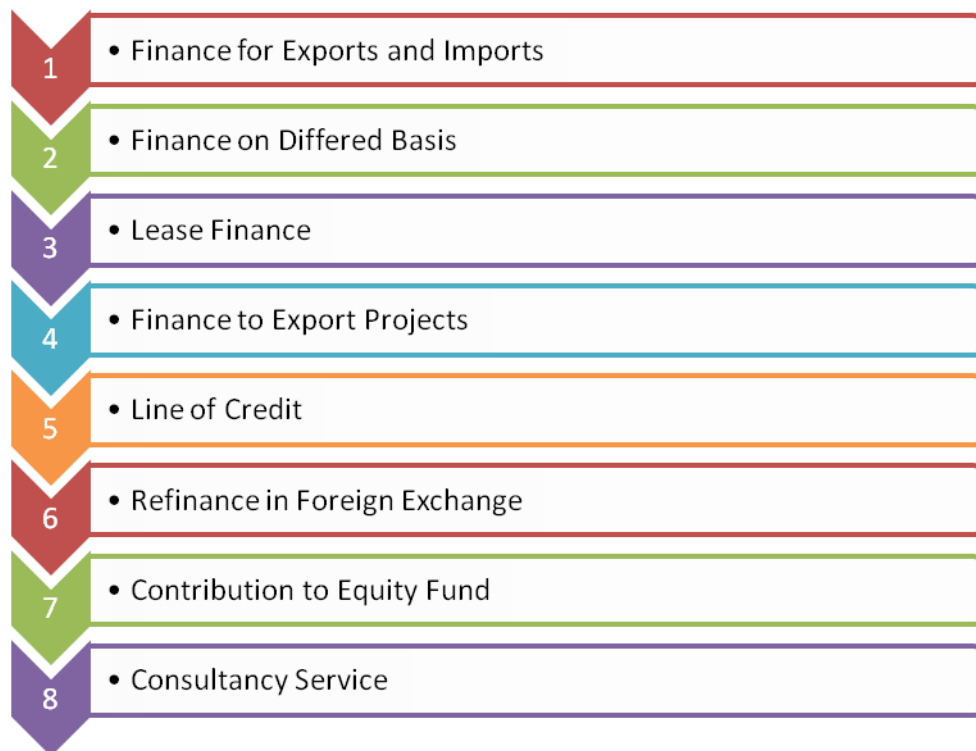 1 • Finance for Exports and Imports
2 • Finance on Differed Basis
3 • Lease Finance
4 • Finance to Export Projects
5 • Line of Credit
6 • Refinance in Foreign Exchange
7 • Contribution to Equity Fund
8 • Consultancy Service